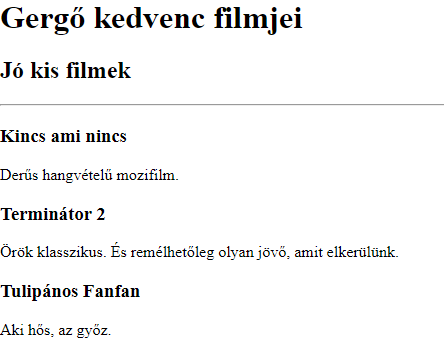 Gergő kedvenc filmjei
Jó kis filmek
Kincs ami nincs
Derűs hangvételű mozifilm.
Terminátor 2
Örök klasszikus. És remélhetőleg olyan jövő, amit elkerülünk.
Tulipános Fanfan
Aki hős, az győz.